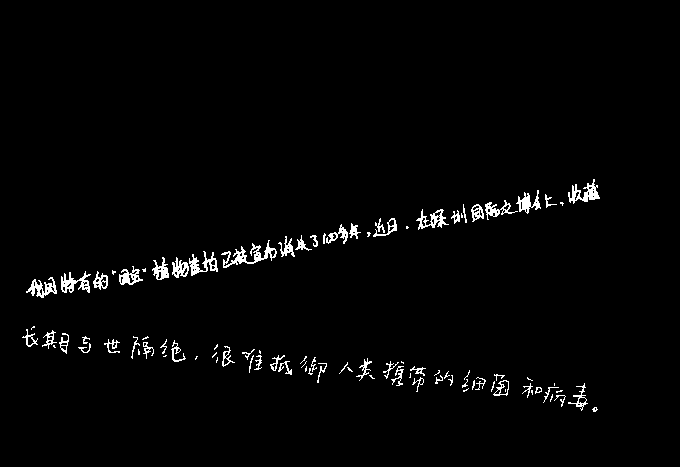 我国特有的“国宝”植物崖柏已被宣布消失了100多年,近日,在深圳国际文博会上,收藏
长期与世隔绝,很难抵御人类携带的细菌和病毒。